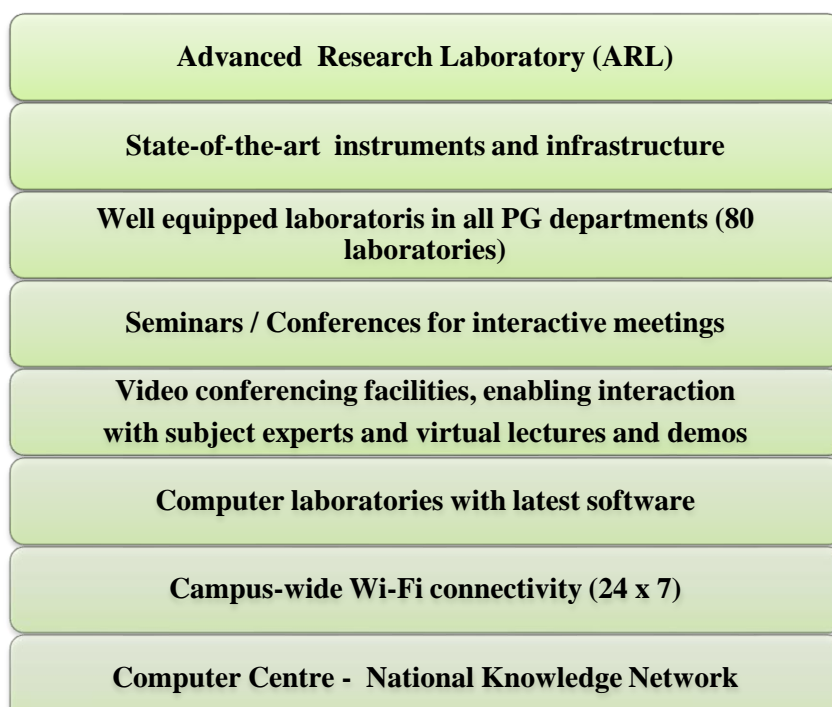 Advanced  Research Laboratory (ARL)
State-of-the-art  instruments and infrastructure
Well equipped laboratoris in all PG departments (80
laboratories)
Seminars / Conferences for interactive meetings
Video conferencing facilities, enabling interaction
with subject experts and virtual lectures and demos
Computer laboratories with latest software
Campus-wide Wi-Fi connectivity (24 x 7)
Computer Centre -  National Knowledge Network